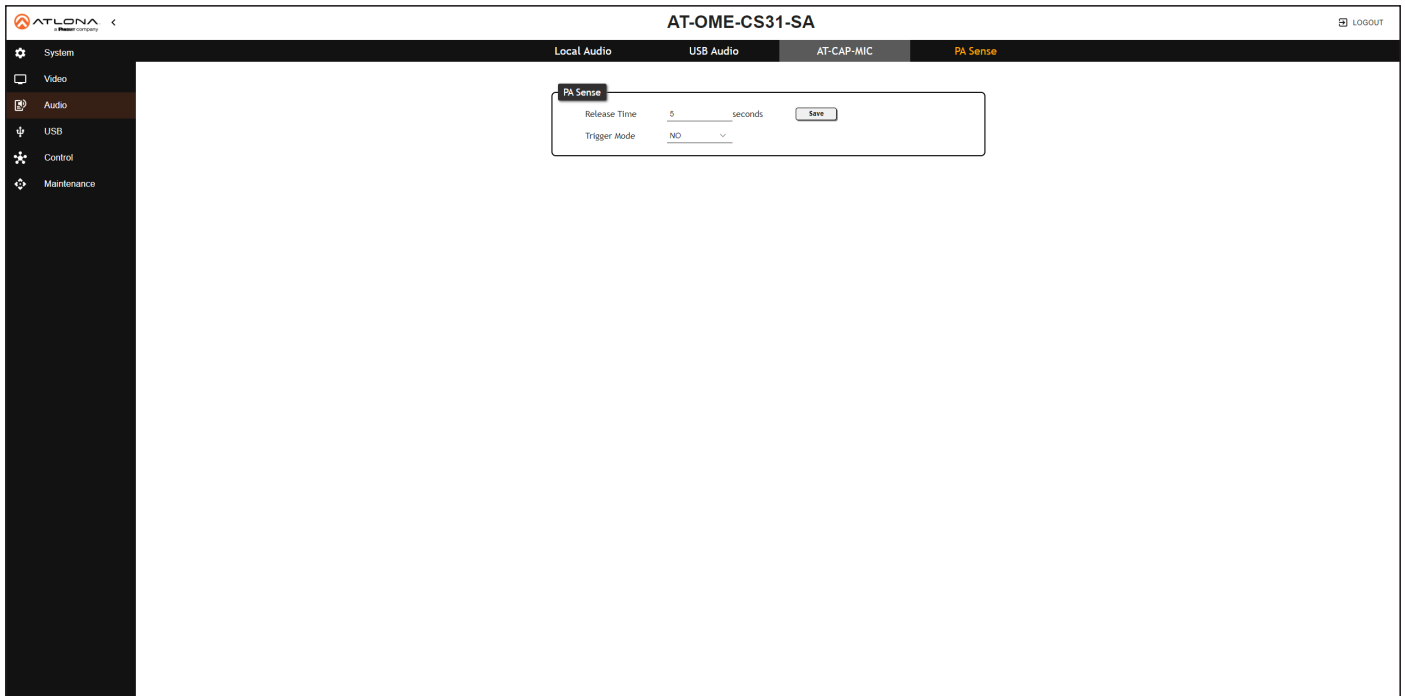 ATLONA
a Panduit company
AT-OME-CS31-SA
LOGOUT
System
Video
Audio
USB
Control
Maintenance
Local Audio
USB Audio
AT-CAP-MIC
PA Sense
PA Sense
Release Time 5 seconds Save
Trigger Mode NO